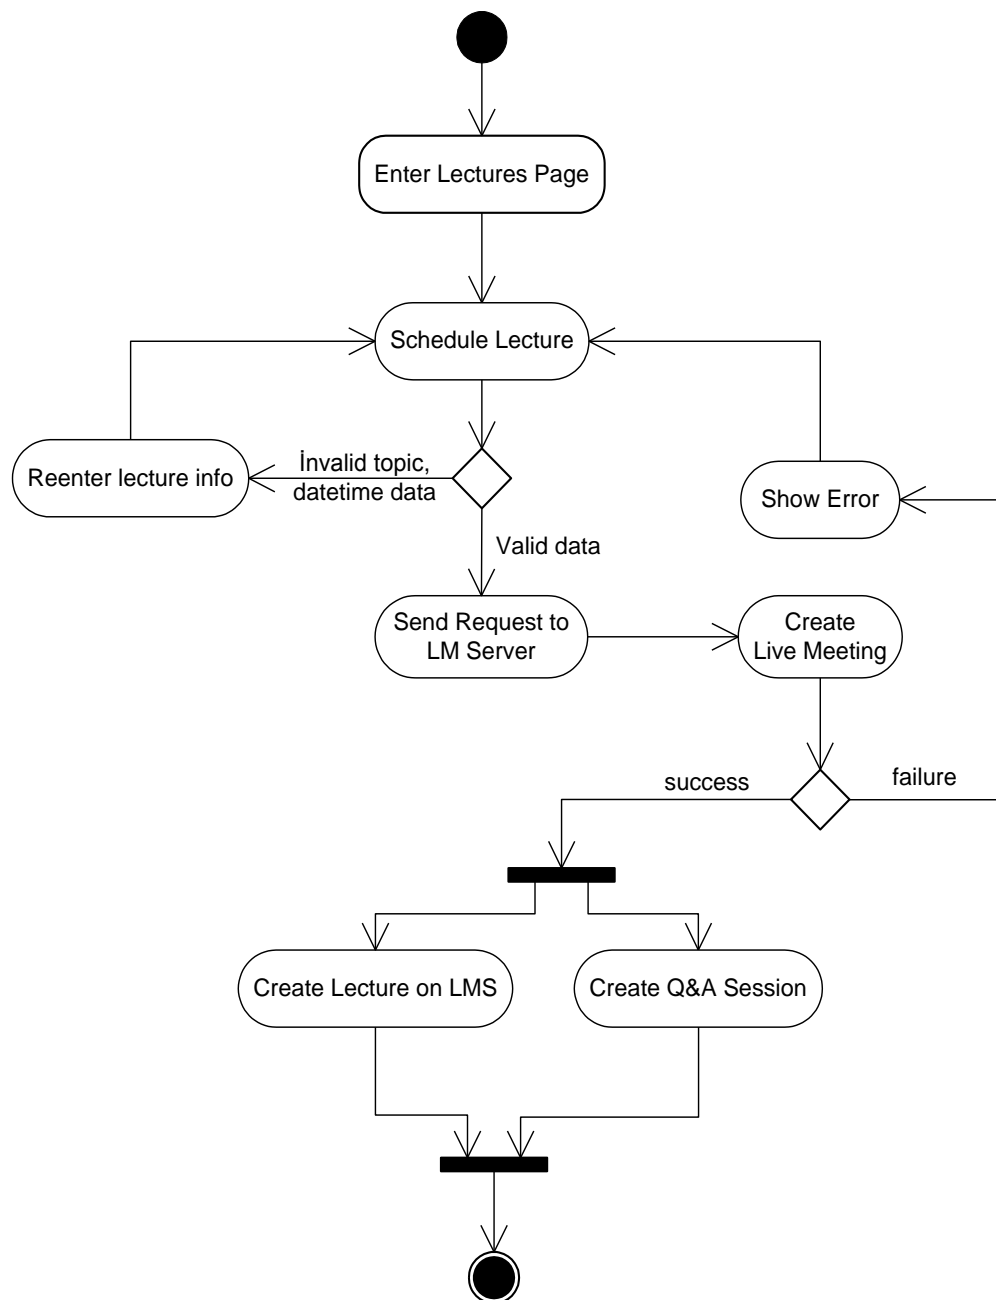 Enter Lectures Page
Schedule Lecture
İnvalid topic,
datetime data
Reenter lecture info
Show Error
Valid data
Send Request to
LM Server
Create
Live Meeting
success
failure
Create Lecture on LMS
Create Q&A Session